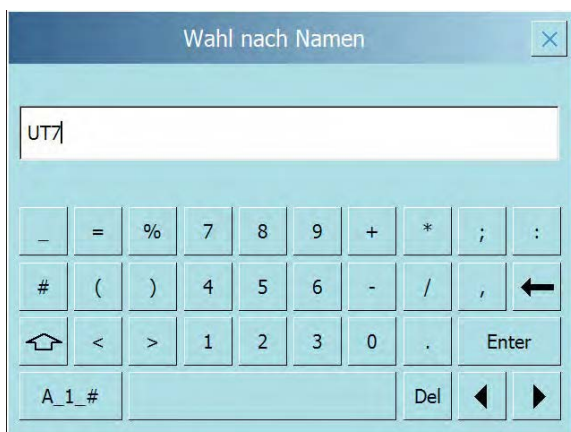 Wahl nach Namen
UT7
_ = % 7 8 9 + * ; :
# ( ) 4 5 6 - / ,
< > 1 2 3 0 . Enter
A_1_# Del